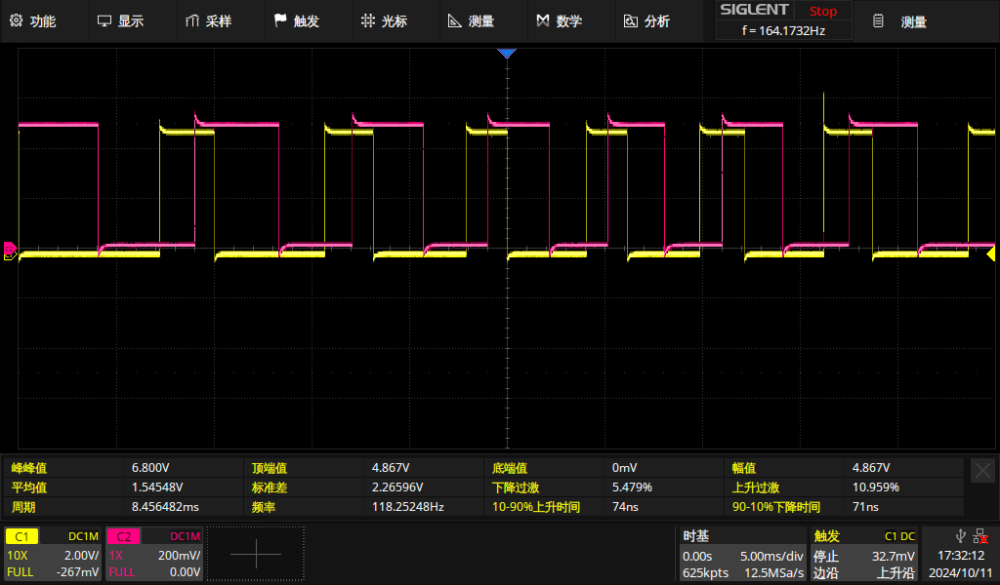 功能 显示 采样 触发 光标 测量 数学 分析 SIGLENT Stop 测量
f = 164.1732Hz
峰峰值 6.800V 顶端值 4.867V 底端值 0mV 幅值 4.867V
平均值 1.54548V 标准差 2.26596V 下降过激 5.479% 上升过激 10.959%
周期 8.456482ms 频率 118.25248Hz 10-90%上升时间 74ns 90-10%下降时间 71ns
C1 DC1M C2 DC1M 时基 触发 C1 DC
10X 2.00V/ 1X 200mV/ 0.00s 5.00ms/div 停止 32.7mV 17:32:12
FULL -267mV FULL 0.00V 625kpts 12.5MSa/s 边沿 上升沿 2024/10/11